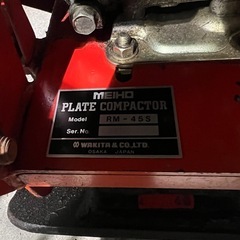 MEIHO
PLATE COMPACTOR
Model RM-45S
Ser.No.
WAKITA & CO.,LTD.
OSAKA JAPAN